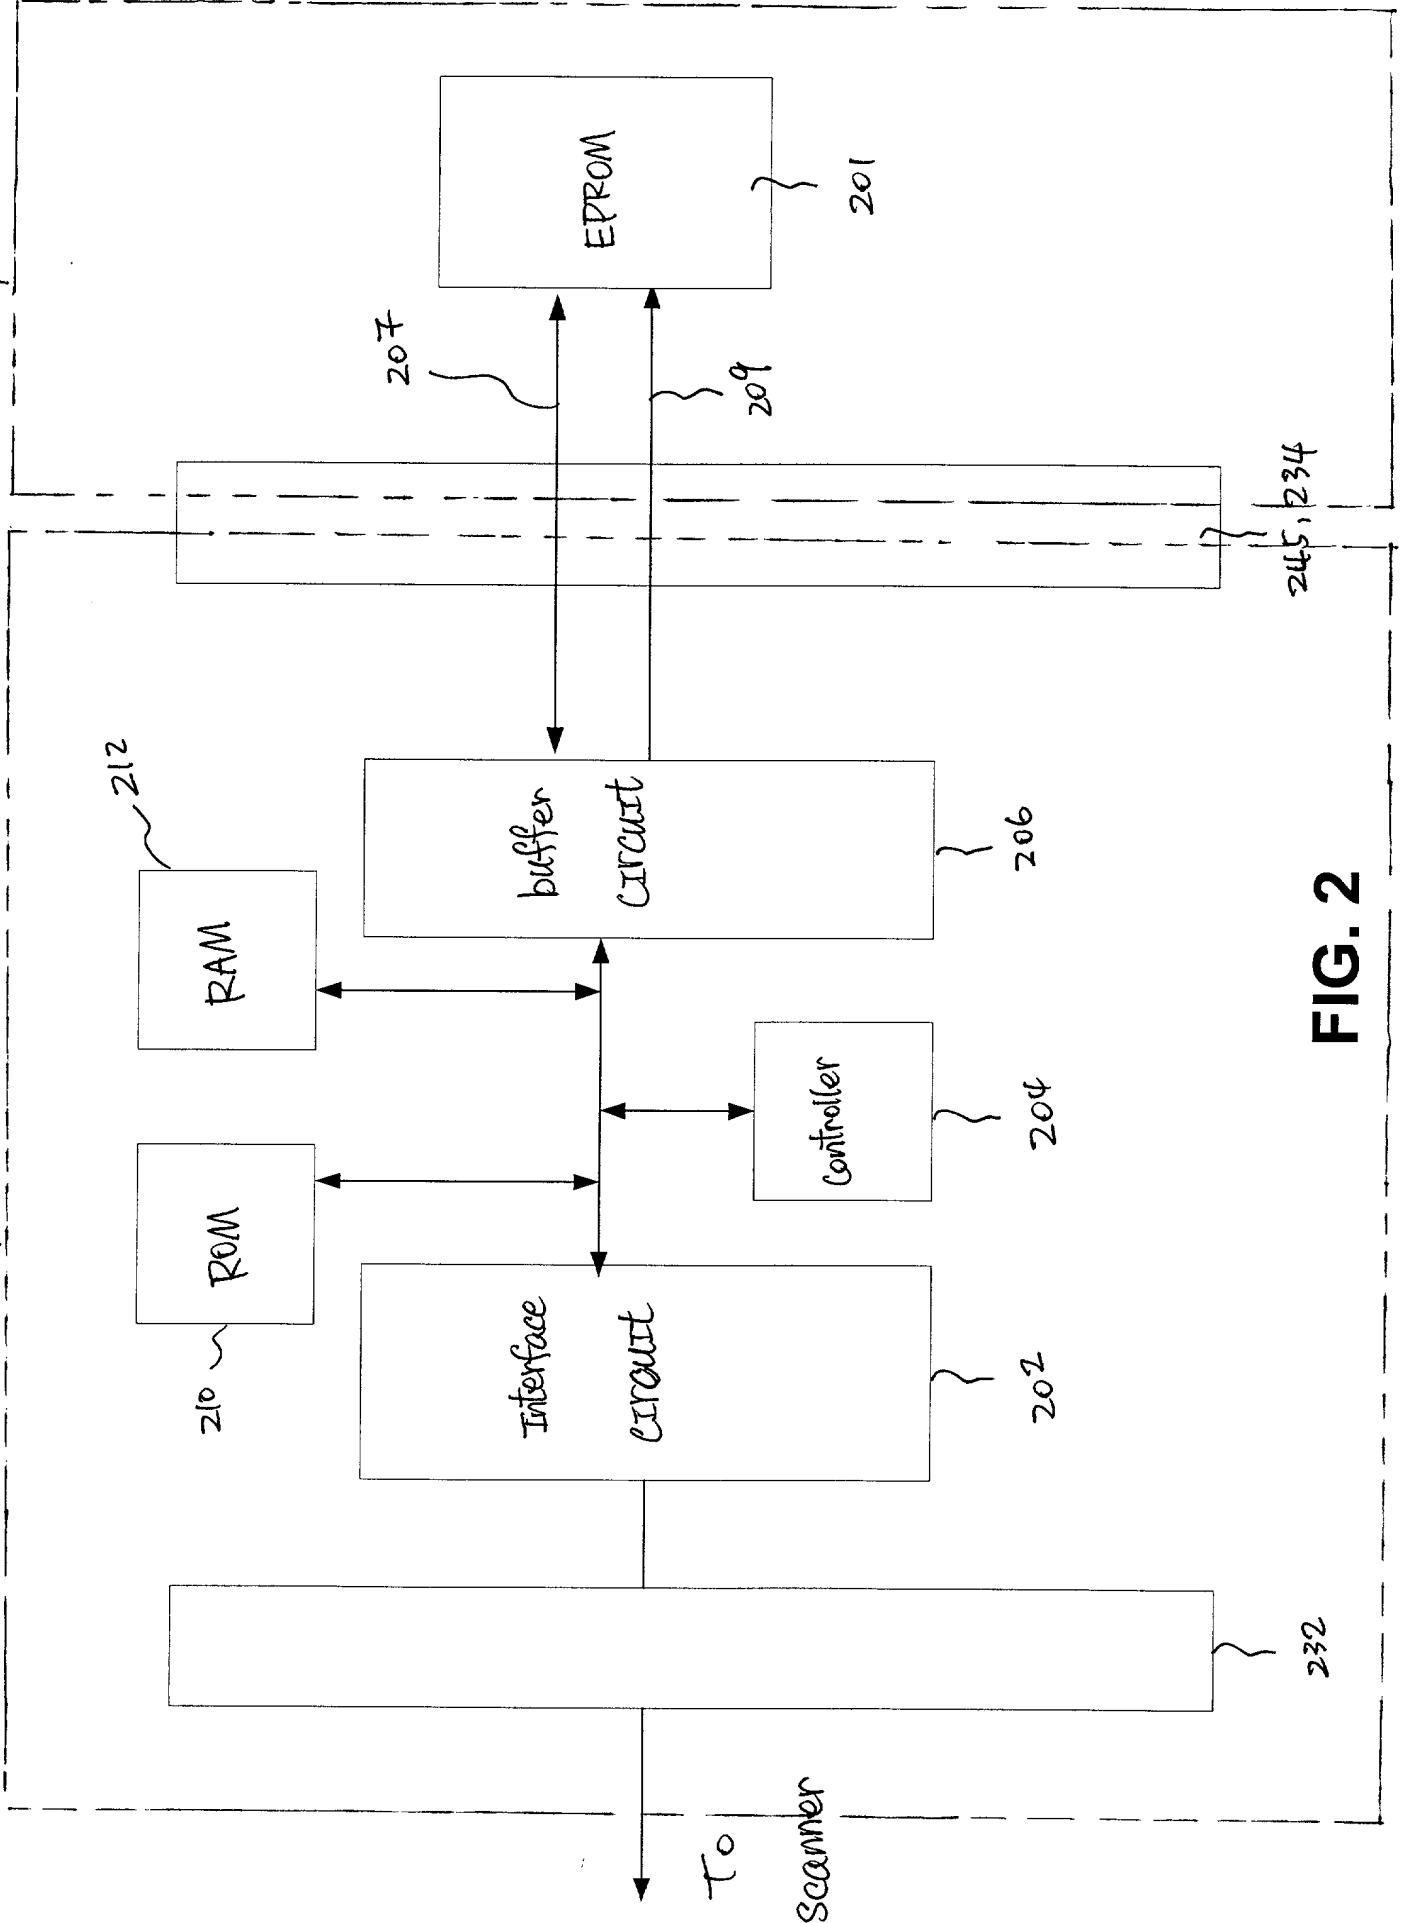 To
Scanner
232
Interface
circuit
202
210
ROM
controller
204
RAM
212
buffer
circuit
206
245, 234
207
209
EPROM
201
FIG. 2